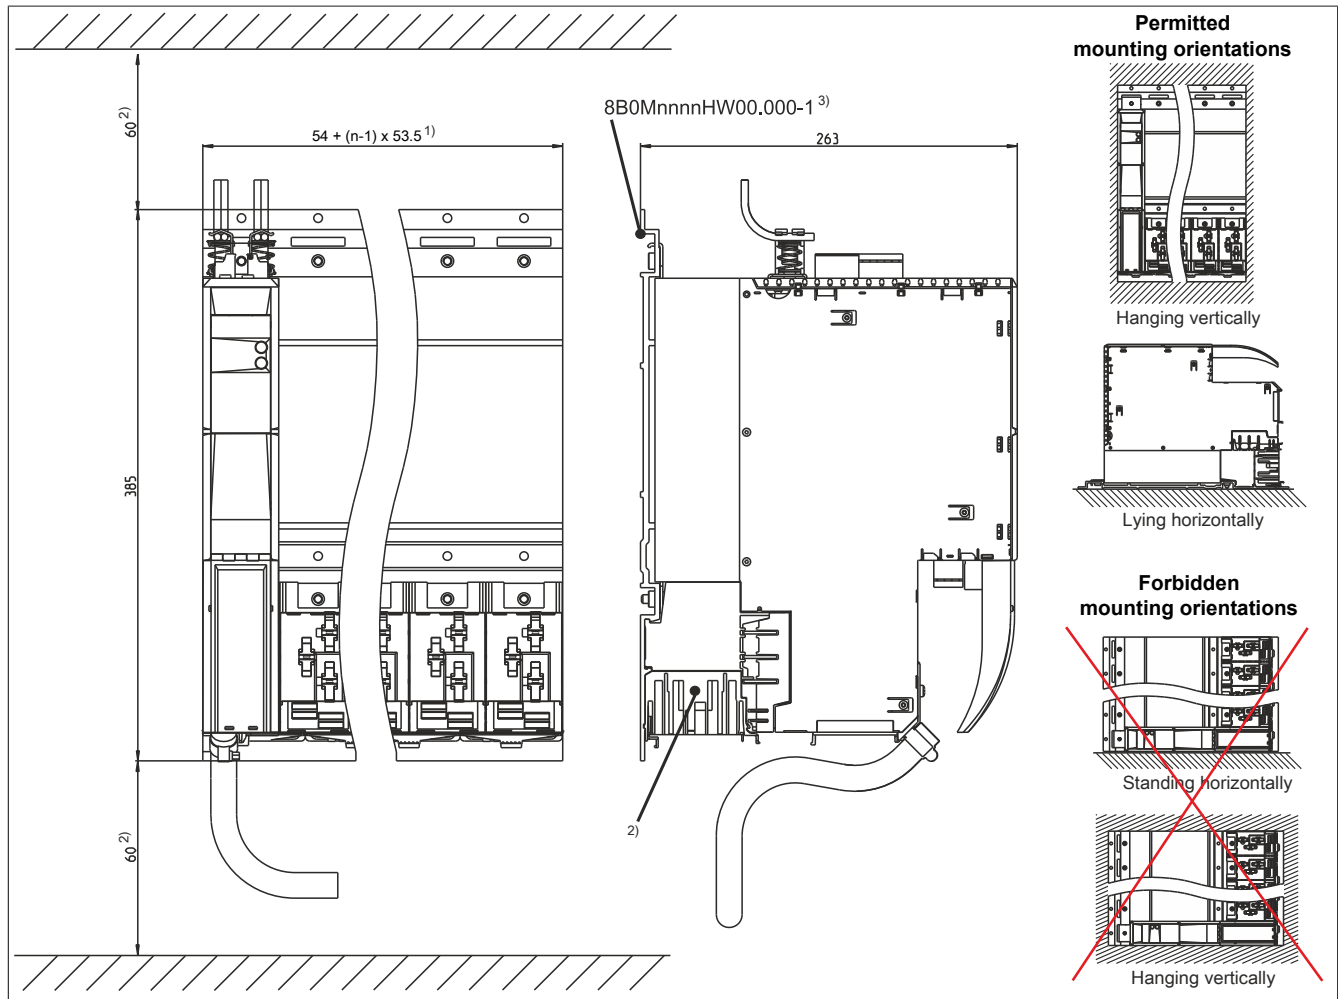 Permitted
mounting orientations
8B0MnnnnHW00.000-1 3)
60 2)
54 + (n-1) x 53.5 1)
263
Hanging vertically
385
Lying horizontally
Forbidden
mounting orientations
Standing horizontally
2)
60 2)
Hanging vertically